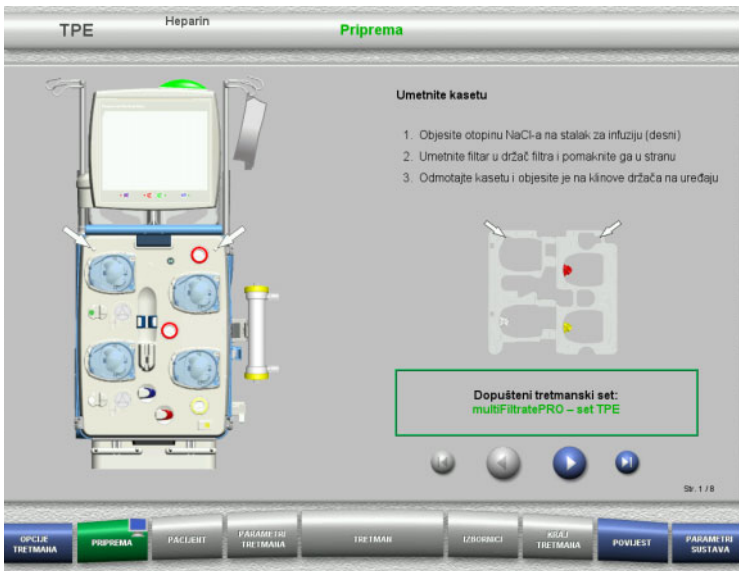 TPE
Heparin
Priprema
Umetnite kasetu
1. Objesite otopinu NaCl-a na stalak za infuziju (desni)
2. Umetnite filtar u držač filtra i pomaknite ga u stranu
3. Odmotajte kasetu i objesite je na klinove držača na uređaju
Dopušteni tretmanski set:
multiFiltratePRO – set TPE
Str. 1 / 8
OPCIJE
TRETMANA
PRIPREMA
PACIJENT
PARAMETRI
TRETMANA
TRETMAN
IZBORNICI
KRAJ
TRETMANA
POVIJEST
PARAMETRI
SUSTAVA